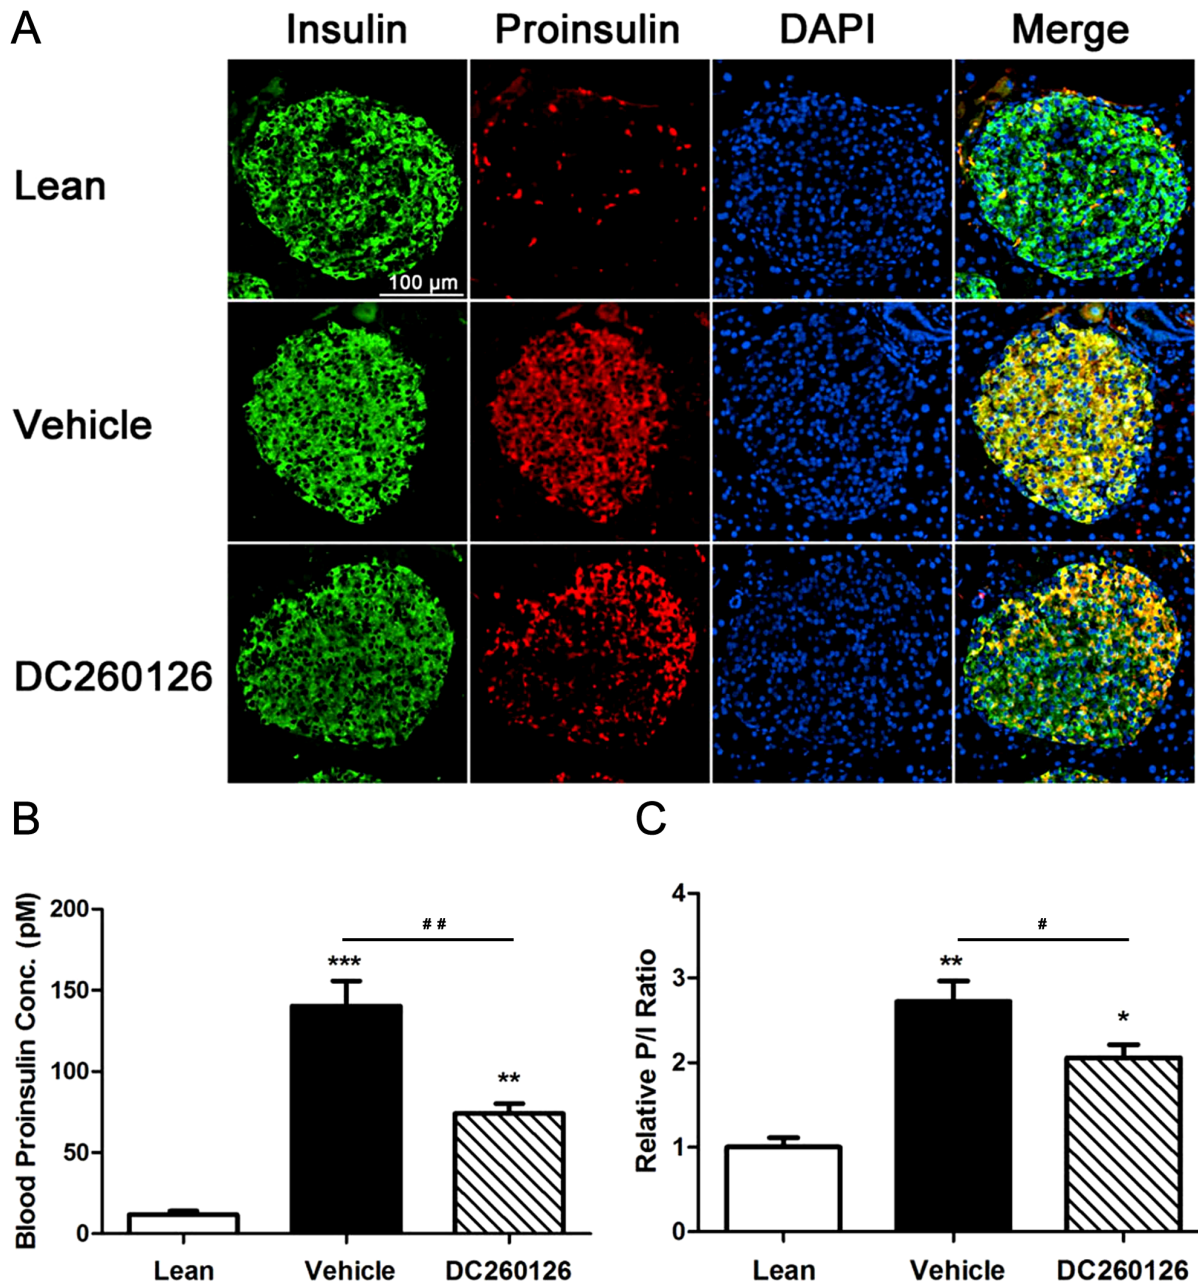 A
Insulin Proinsulin DAPI Merge
Lean
100 µm
Vehicle
DC260126
B
Blood Proinsulin Conc. (pM)
200
150
100
50
0
***
# #
**
Lean Vehicle DC260126
C
Relative P/I Ratio
4
3
2
1
0
**
#
*
Lean Vehicle DC260126